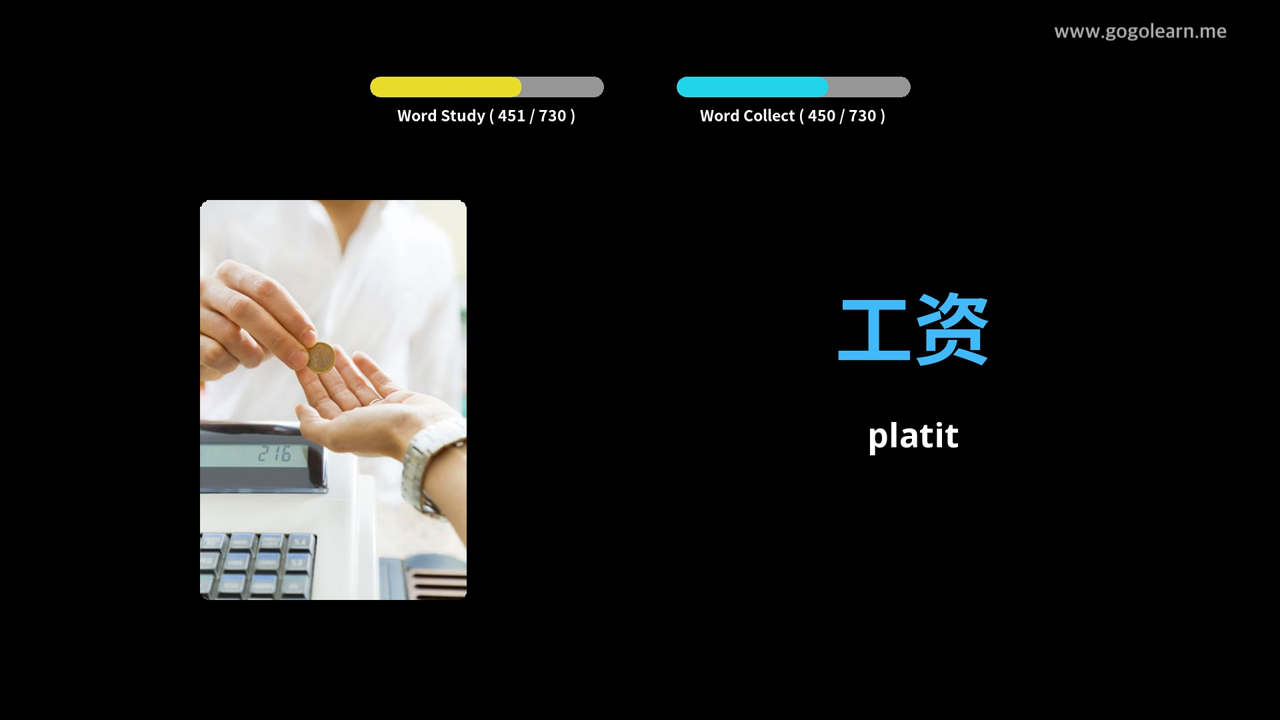 www.gogolearn.me
Word Study ( 451 / 730 )
Word Collect ( 450 / 730 )
工资
platit
216